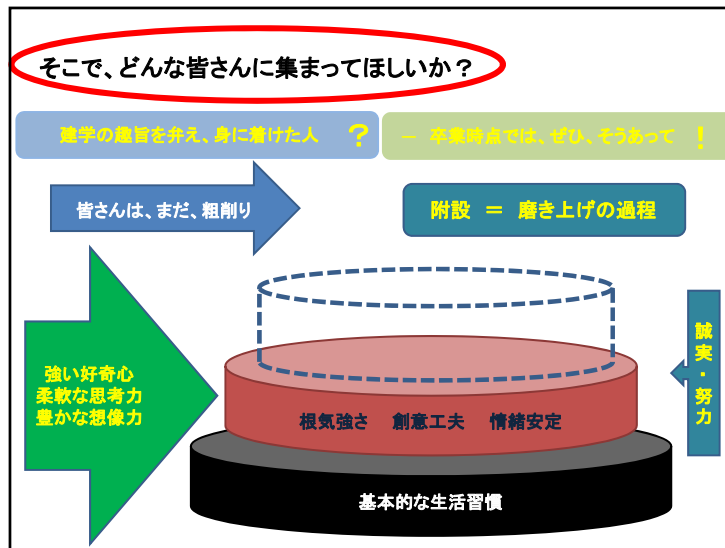 そこで、どんな皆さんに集まってほしいか？
建学の趣旨を弁え、身に着けた人 ？
－ 卒業時点では、ぜひ、そうあって ！
皆さんは、まだ、粗削り
附設 ＝ 磨き上げの過程
強い好奇心
柔軟な思考力
豊かな想像力
誠実・努力
根気強さ 創意工夫 情緒安定
基本的な生活習慣